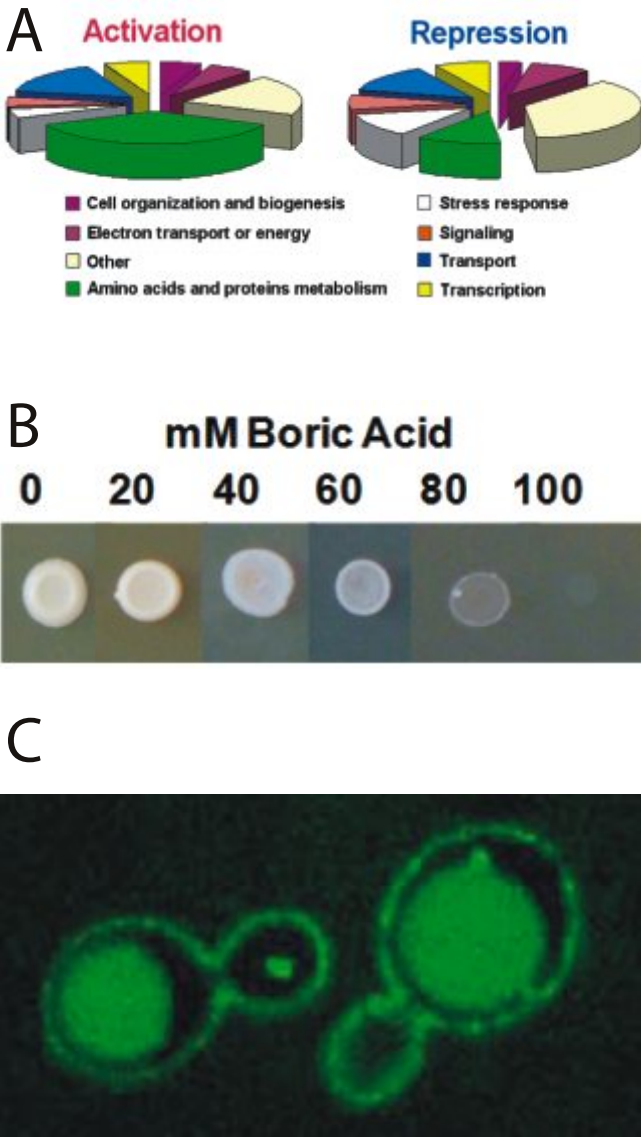 A
Activation Repression
Cell organization and biogenesis
Electron transport or energy
Other
Amino acids and proteins metabolism
Stress response
Signaling
Transport
Transcription
B
mM Boric Acid
0 20 40 60 80 100
C